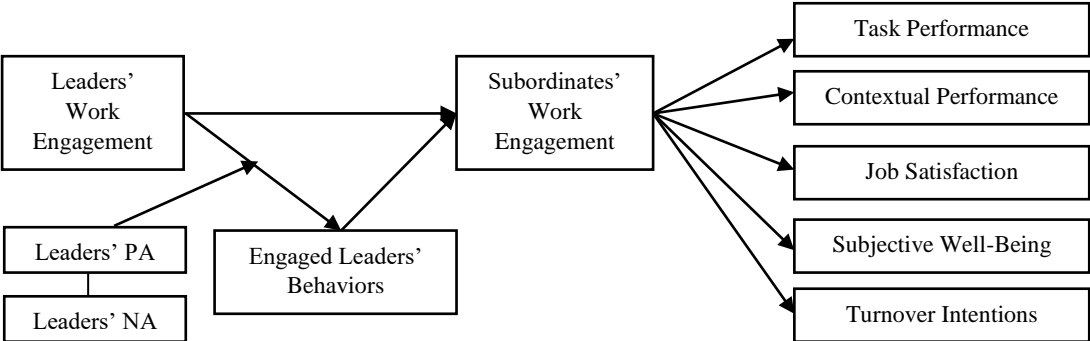 Leaders'
Work
Engagement
Leaders' PA
Leaders' NA
Engaged Leaders'
Behaviors
Subordinates'
Work
Engagement
Task Performance
Contextual Performance
Job Satisfaction
Subjective Well-Being
Turnover Intentions